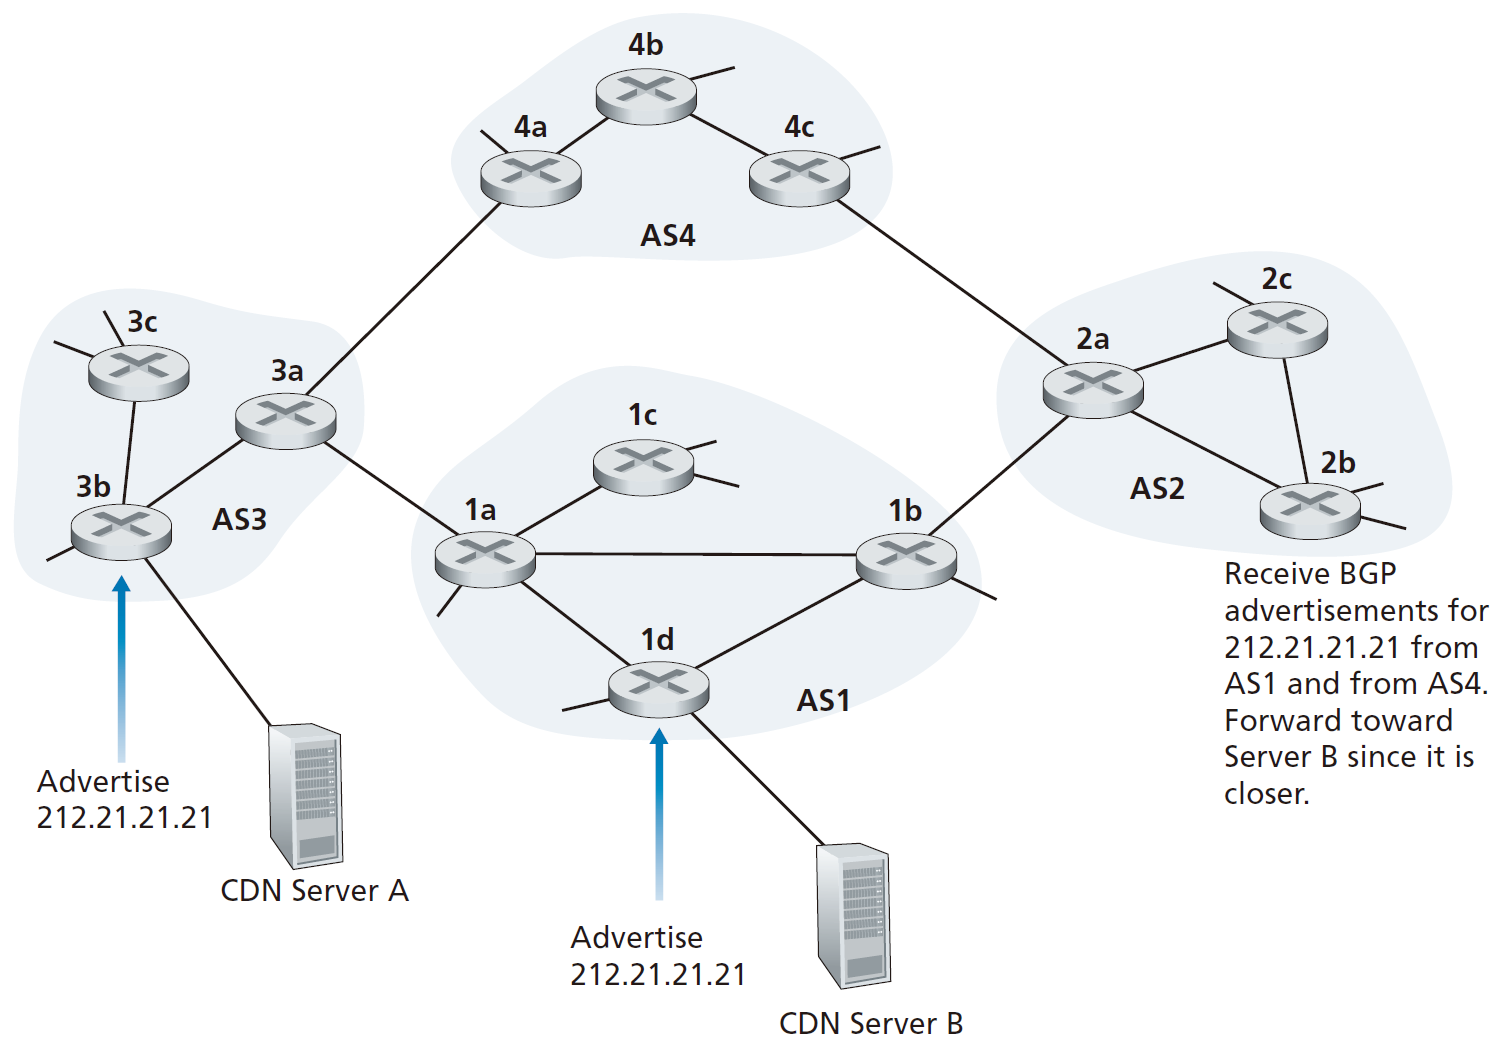 4b
4a
4c
AS4
2c
3c
2a
3a
1c
2b
3b
AS2
1a
1b
AS3
Receive BGP
advertisements for
212.21.21.21 from
AS1 and from AS4.
Forward toward
Server B since it is
closer.
1d
AS1
Advertise
212.21.21.21
CDN Server A
Advertise
212.21.21.21
CDN Server B